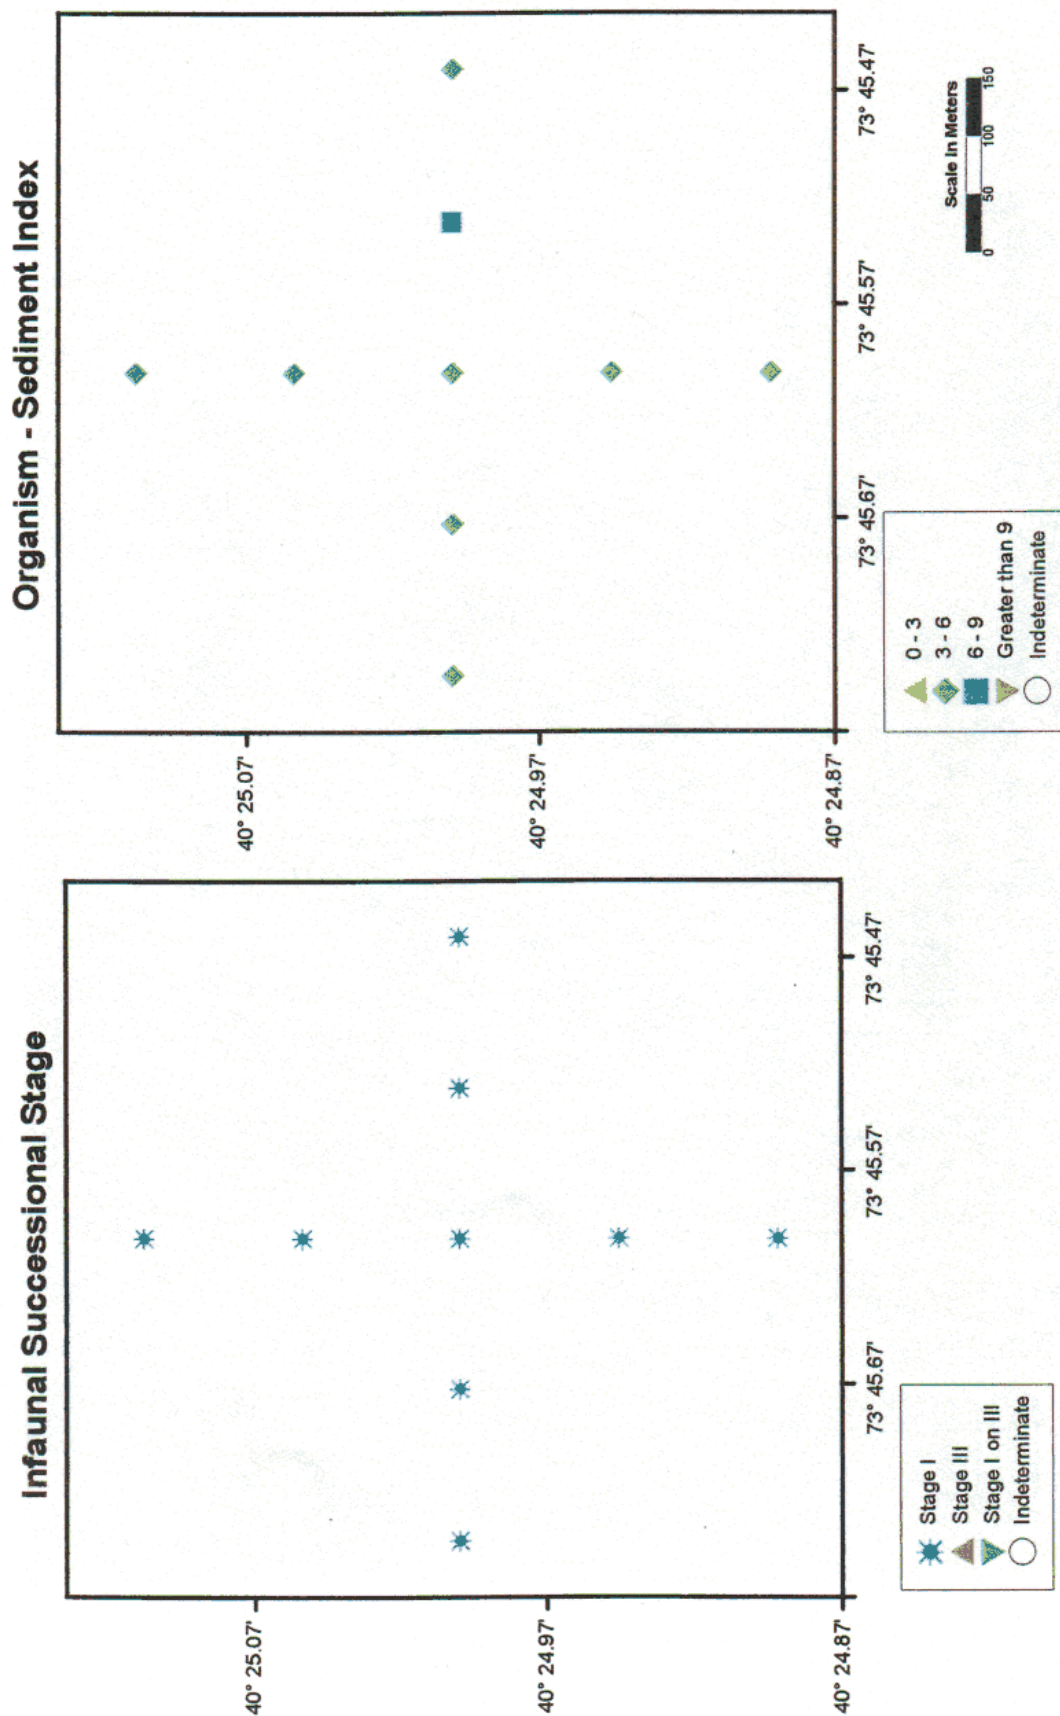 Infaunal Successional Stage
40° 25.07'
40° 24.97'
40° 24.87'
73° 45.67'
73° 45.57'
73° 45.47'
Stage I
Stage III
Stage I on III
Indeterminate
Organism - Sediment Index
40° 25.07'
40° 24.97'
40° 24.87'
73° 45.67'
73° 45.57'
73° 45.47'
0 - 3
3 - 6
6 - 9
Greater than 9
Indeterminate
Scale In Meters
0 50 100 150